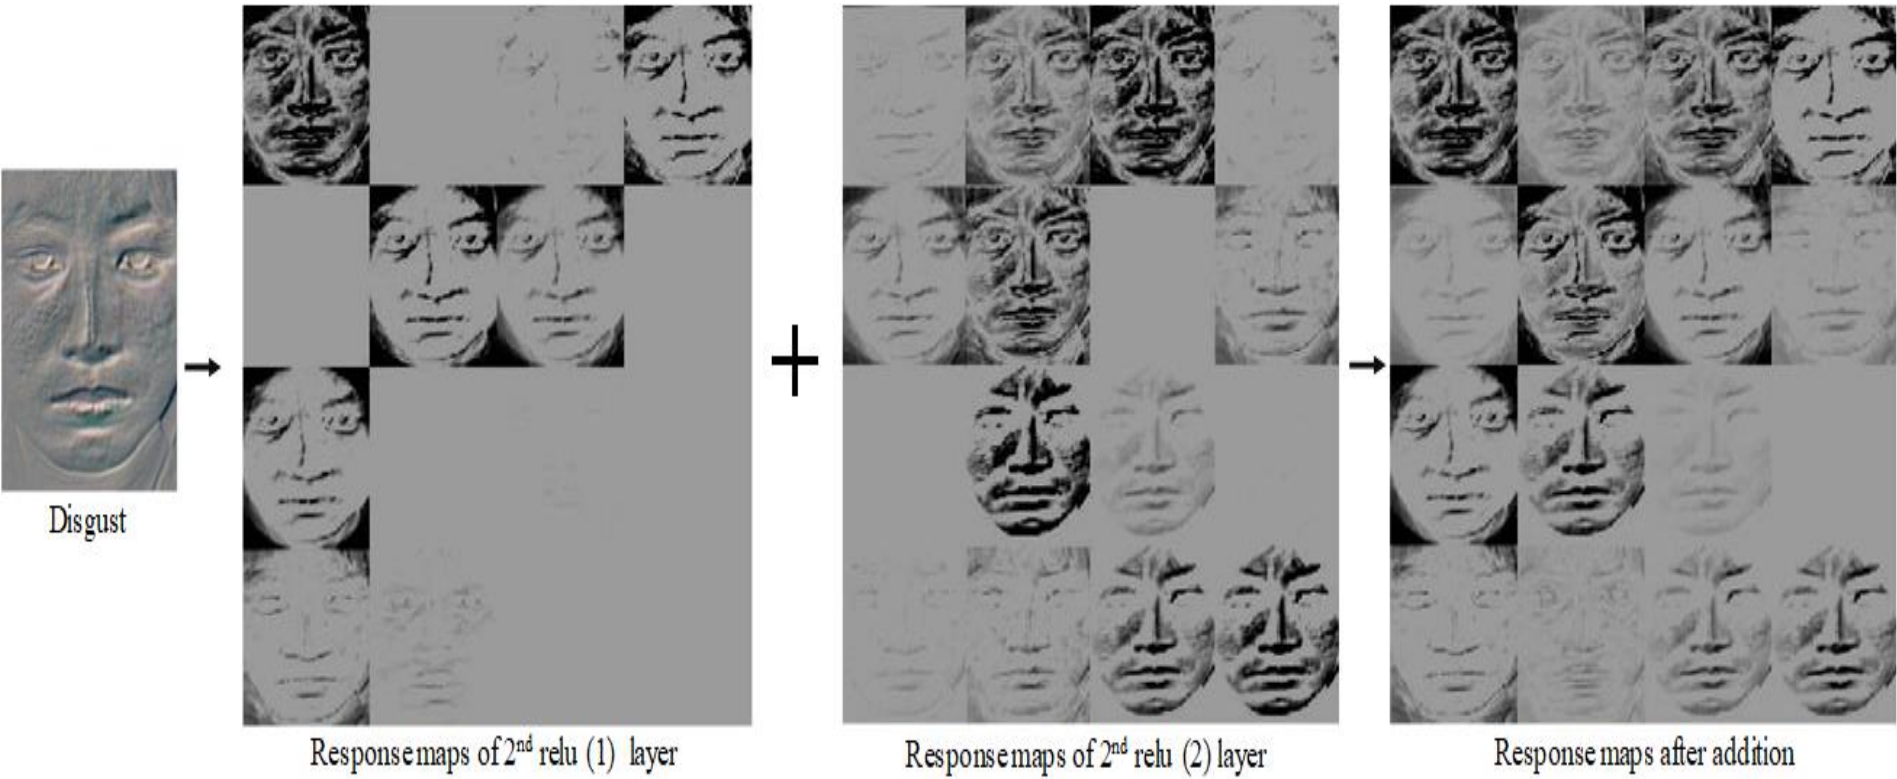 Disgust
Response maps of 2nd relu (1) layer
+
Response maps of 2nd relu (2) layer
Response maps after addition